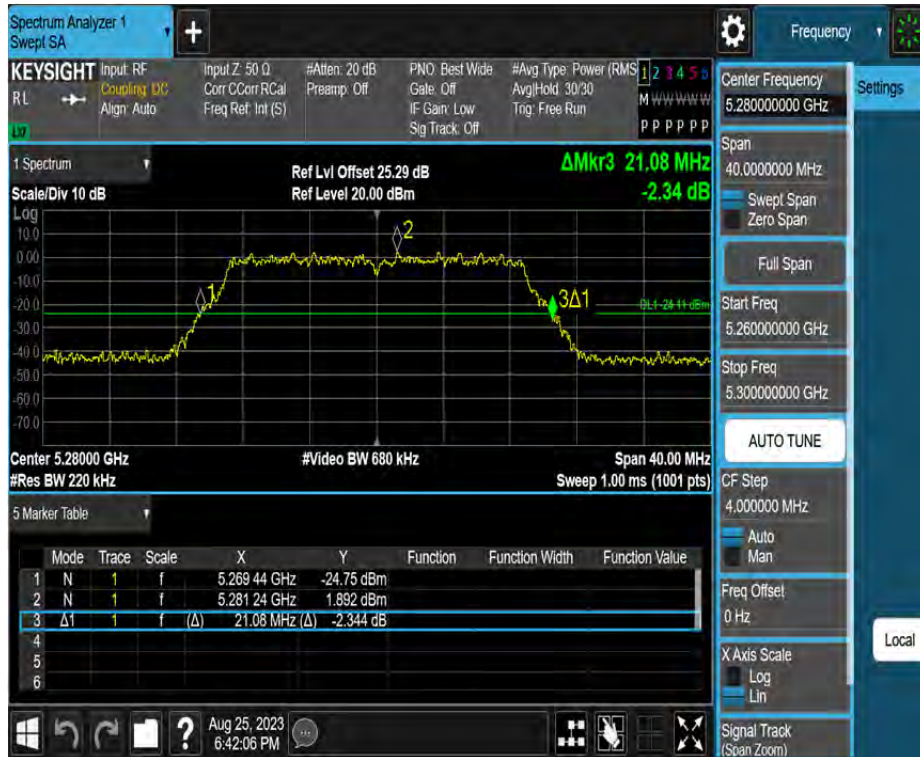 Spectrum Analyzer 1
Swept SA
+
Frequency
KEYSIGHT
RL
LXI
Input: RF
Coupling: DC
Align: Auto
Input Z: 50 Ω
Corr CCorr RCal
Freq Ref: Int (S)
#Atten: 20 dB
Preamp: Off
PNO: Best Wide
Gate: Off
IF Gain: Low
Sig Track: Off
#Avg Type: Power (RMS
Avg|Hold: 30/30
Trig: Free Run
1 2 3 4 5 6
M W W W W W
P P P P P P
1 Spectrum
Scale/Div 10 dB
Ref Lvl Offset 25.29 dB
Ref Level 20.00 dBm
ΔMkr3 21.08 MHz
-2.34 dB
Log
10.0
0.00
-10.0
-20.0
-30.0
-40.0
-50.0
-60.0
-70.0
1
2
3Δ1
DL1 -24.11 dBm
Center 5.28000 GHz
#Res BW 220 kHz
#Video BW 680 kHz
Span 40.00 MHz
Sweep 1.00 ms (1001 pts)
5 Marker Table
Mode Trace Scale X Y Function Function Width Function Value
1 N 1 f 5.269 44 GHz -24.75 dBm
2 N 1 f 5.281 24 GHz 1.892 dBm
3 Δ1 1 f (Δ) 21.08 MHz (Δ) -2.344 dB
4
5
6
?
Aug 25, 2023
6:42:06 PM
Center Frequency
5.280000000 GHz
Span
40.0000000 MHz
Swept Span
Zero Span
Full Span
Start Freq
5.260000000 GHz
Stop Freq
5.300000000 GHz
AUTO TUNE
CF Step
4.000000 MHz
Auto
Man
Freq Offset
0 Hz
X Axis Scale
Log
Lin
Signal Track
(Span Zoom)
Settings
Local